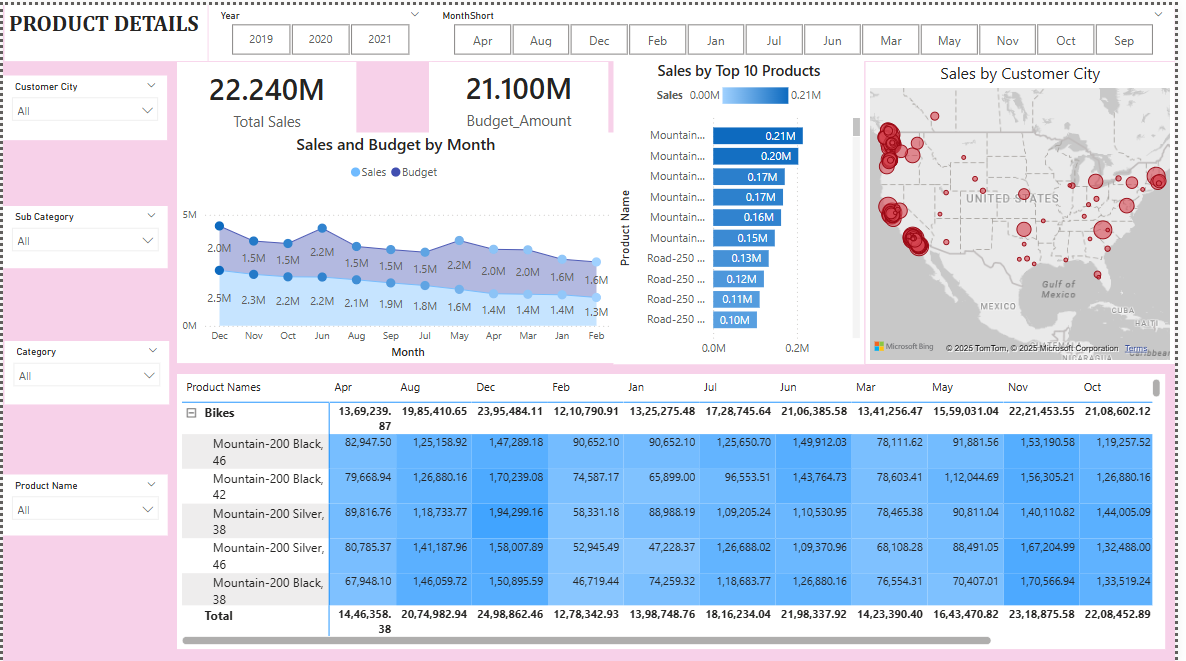 PRODUCT DETAILS
Year
2019 2020 2021
MonthShort
Apr Aug Dec Feb Jan Jul Jun Mar May Nov Oct Sep
Customer City
All
Sub Category
All
Category
All
Product Name
All
22.240M
Total Sales
21.100M
Budget_Amount
Sales and Budget by Month
Sales Budget
5M
0M
2.0M 1.5M 1.5M 2.2M 1.5M 1.5M 1.5M 2.2M 2.0M 2.0M 1.6M 1.6M
2.5M 2.3M 2.2M 2.2M 2.1M 1.9M 1.8M 1.6M 1.4M 1.4M 1.4M 1.3M
Dec Nov Oct Jun Aug Sep Jul May Apr Mar Jan Feb
Month
Sales by Top 10 Products
Sales 0.00M 0.21M
Product Name
Mountain... 0.21M
Mountain... 0.20M
Mountain... 0.17M
Mountain... 0.17M
Mountain... 0.16M
Mountain... 0.15M
Road-250 ... 0.13M
Road-250 ... 0.12M
Road-250 ... 0.11M
Road-250 ... 0.10M
0.0M 0.2M
Sales by Customer City
UNITED STATES
Gulf of
Mexico
MEXICO
CUBA
HAITI
GUATEMALA
NICARAGUA
Caribbean
Microsoft Bing
© 2025 TomTom, © 2025 Microsoft Corporation Terms
Product Names Apr Aug Dec Feb Jan Jul Jun Mar May Nov Oct
Bikes 13,69,239.87 19,85,410.65 23,95,484.11 12,10,790.91 13,25,275.48 17,28,745.64 21,06,385.58 13,41,256.47 15,59,031.04 22,21,453.55 21,08,602.12
Mountain-200 Black, 46 82,947.50 1,25,158.92 1,47,289.18 90,652.10 90,652.10 1,25,650.70 1,49,912.03 78,111.62 91,881.56 1,53,190.58 1,19,257.52
Mountain-200 Black, 42 79,668.94 1,26,880.16 1,70,239.08 74,587.17 65,899.00 96,553.51 1,43,764.73 78,603.41 1,12,044.69 1,56,305.21 1,26,880.16
Mountain-200 Silver, 38 89,816.76 1,18,733.77 1,94,299.16 58,331.18 88,988.19 1,09,205.24 1,10,530.95 78,465.38 90,811.04 1,40,110.82 1,44,005.09
Mountain-200 Silver, 46 80,785.37 1,41,187.96 1,58,007.89 52,945.49 47,228.37 1,26,688.02 1,09,370.96 68,108.28 88,491.05 1,67,204.99 1,32,488.00
Mountain-200 Black, 38 67,948.10 1,46,059.72 1,50,895.59 46,719.44 74,259.32 1,18,683.77 1,26,880.16 76,554.31 70,407.01 1,70,566.94 1,33,519.24
Total 14,46,358.38 20,74,982.94 24,98,862.46 12,78,342.93 13,98,748.76 18,16,234.04 21,98,337.92 14,23,390.40 16,43,470.82 23,18,875.58 22,08,452.89